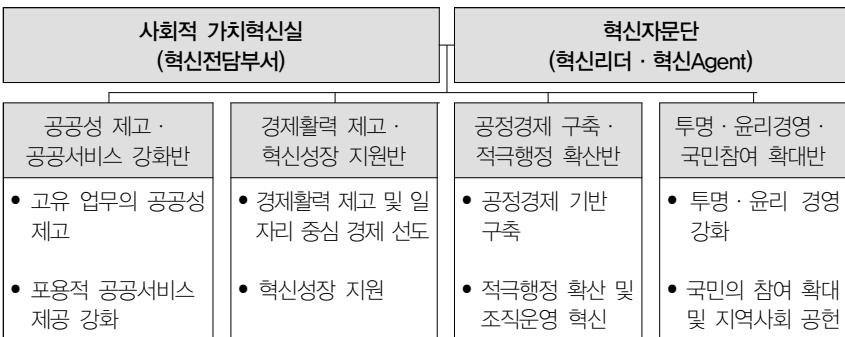 사회적 가치혁신실
(혁신전담부서)
혁신자문단
(혁신리더 · 혁신Agent)
공공성 제고 ·
공공서비스 강화반
경제활력 제고 ·
혁신성장 지원반
공정경제 구축 ·
적극행정 확산반
투명 · 윤리경영 ·
국민참여 확대반
• 고유 업무의 공공성
제고
• 포용적 공공서비스
제공 강화
• 경제활력 제고 및 일
자리 중심 경제 선도
• 혁신성장 지원
• 공정경제 기반
구축
• 적극행정 확산 및
조직운영 혁신
• 투명 · 윤리 경영
강화
• 국민의 참여 확대
및 지역사회 공헌